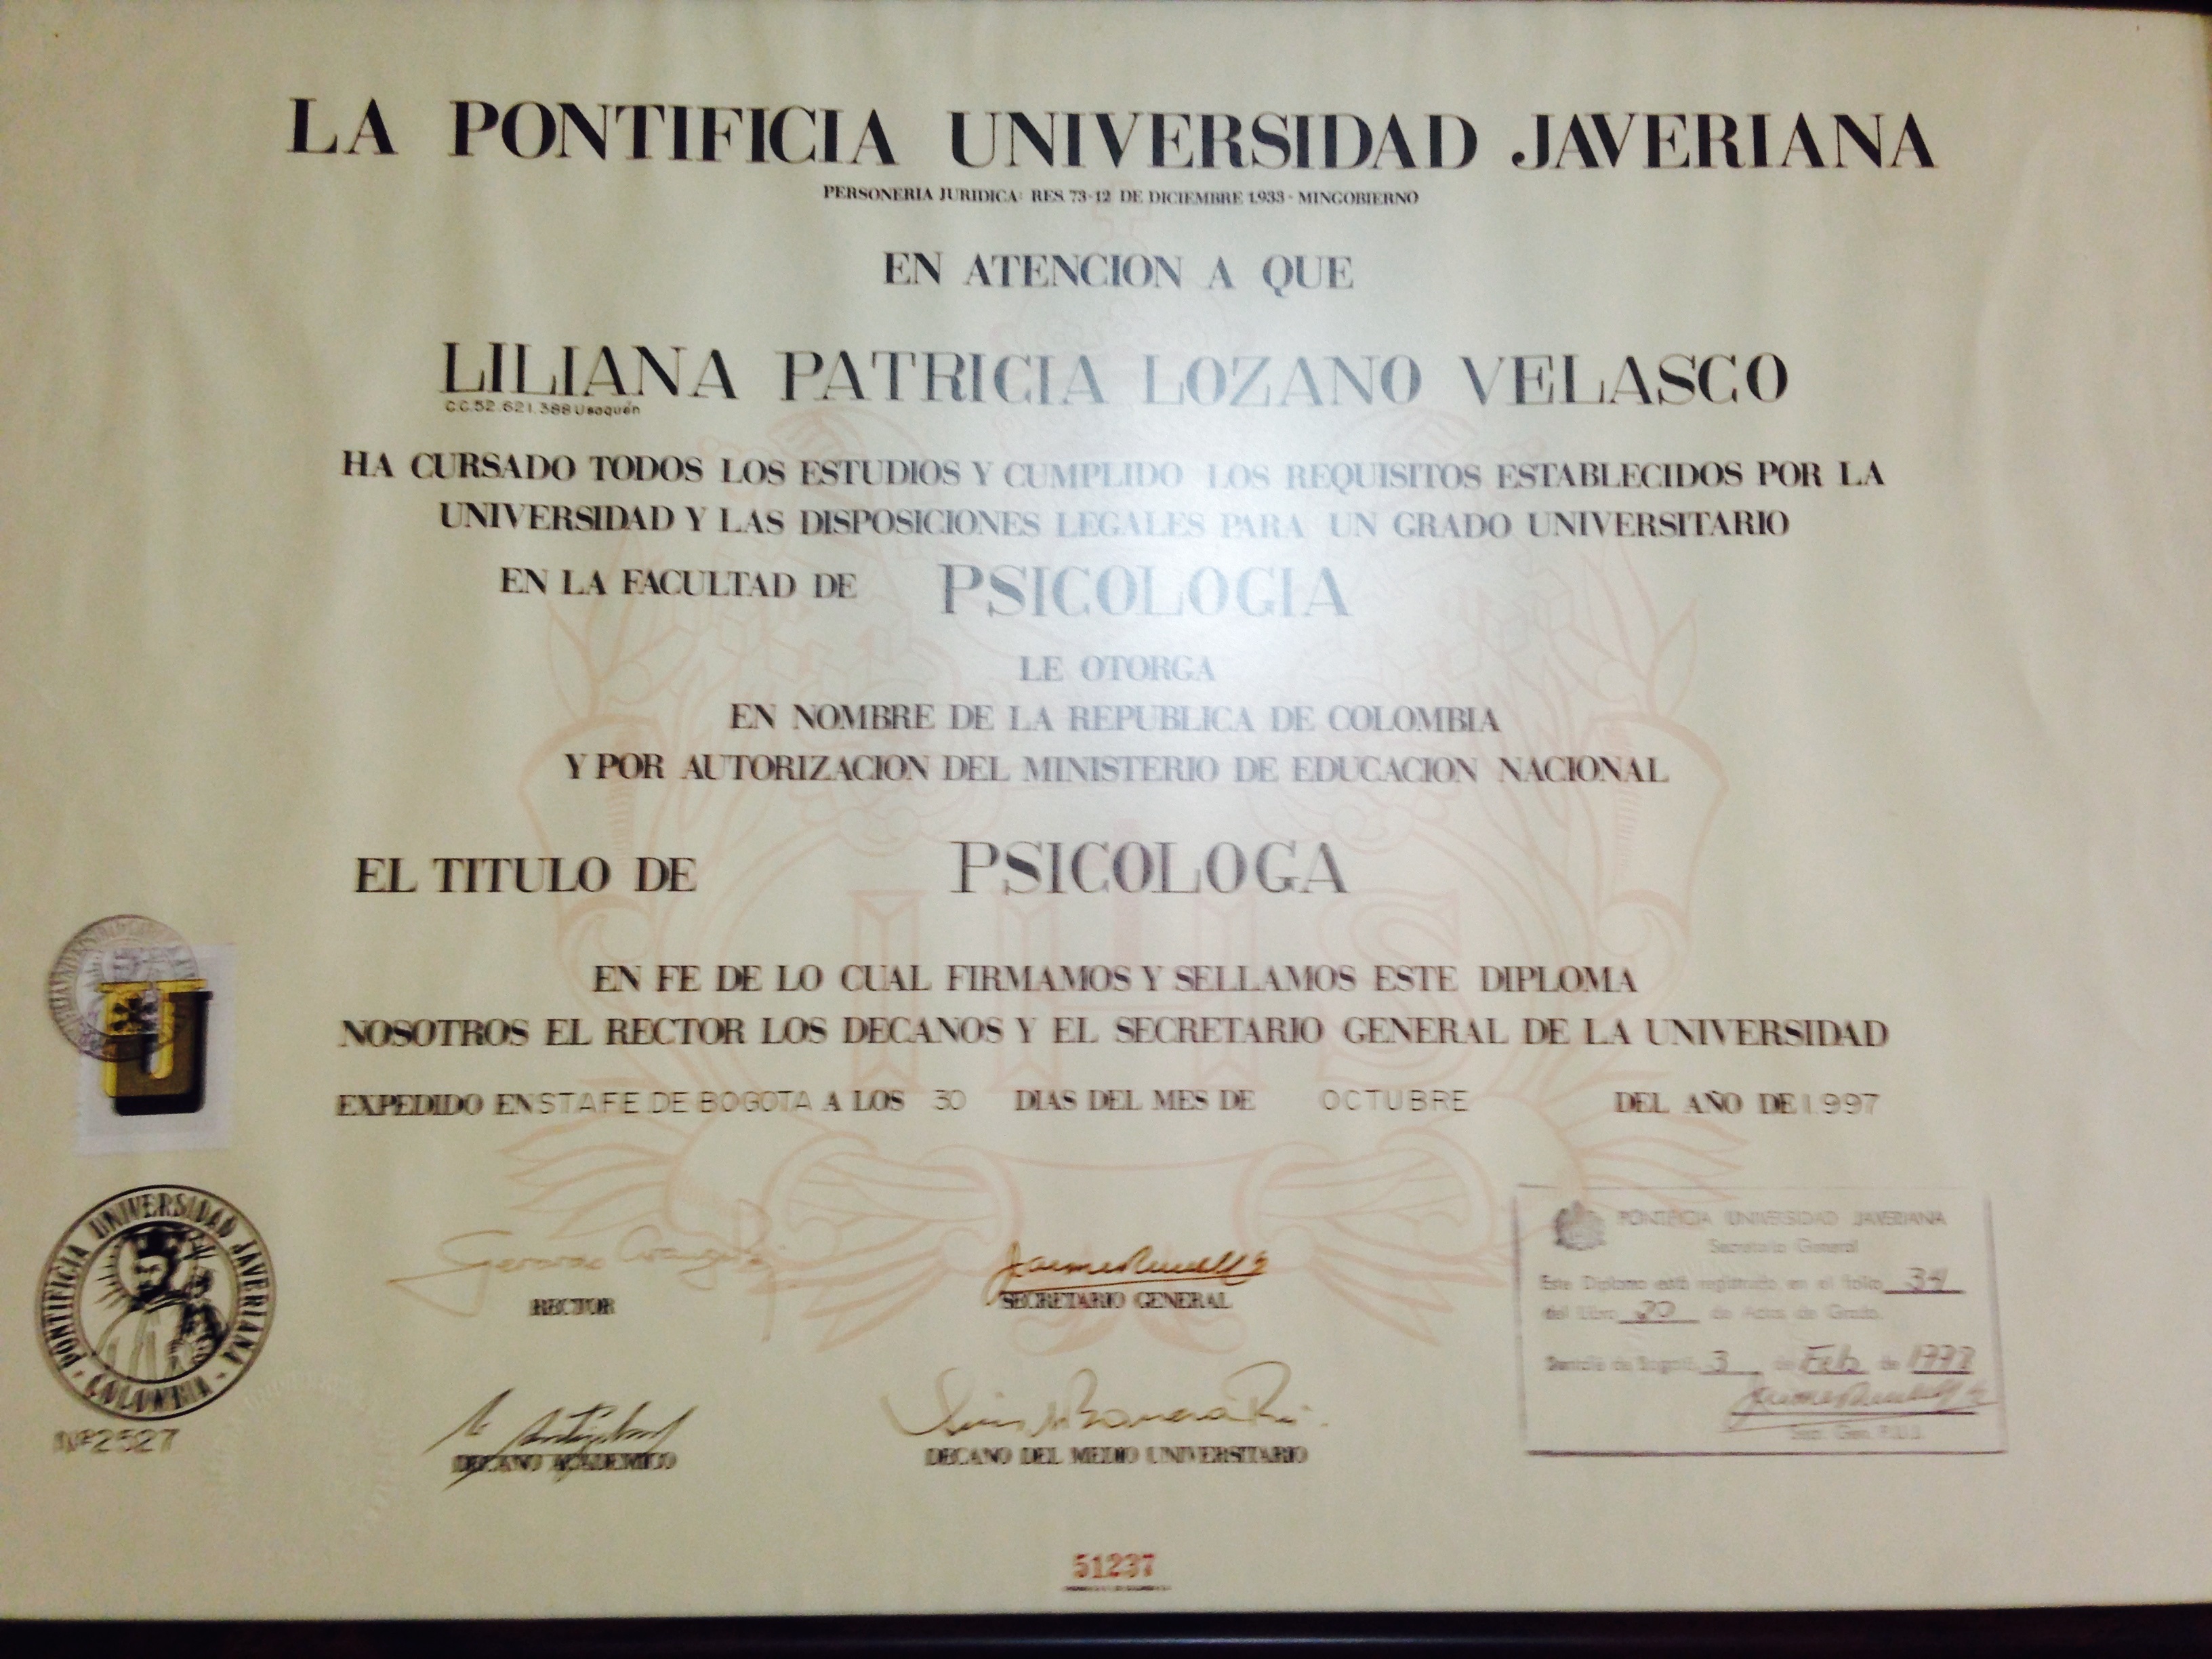 LA PONTIFICIA UNIVERSIDAD JAVERIANA
PERSONERIA JURIDICA: RES. 73-12 DE DICIEMBRE 1.933 - MINGOBIERNO
EN ATENCION A QUE
LILIANA PATRICIA LOZANO VELASCO
C.C.52.621.388 Usaquén
HA CURSADO TODOS LOS ESTUDIOS Y CUMPLIDO LOS REQUISITOS ESTABLECIDOS POR LA
UNIVERSIDAD Y LAS DISPOSICIONES LEGALES PARA UN GRADO UNIVERSITARIO
EN LA FACULTAD DE PSICOLOGIA
LE OTORGA
EN NOMBRE DE LA REPUBLICA DE COLOMBIA
Y POR AUTORIZACION DEL MINISTERIO DE EDUCACION NACIONAL
EL TITULO DE PSICOLOGA
EN FE DE LO CUAL FIRMAMOS Y SELLAMOS ESTE DIPLOMA
NOSOTROS EL RECTOR LOS DECANOS Y EL SECRETARIO GENERAL DE LA UNIVERSIDAD
EXPEDIDO EN STAFE DE BOGOTA A LOS 30 DIAS DEL MES DE OCTUBRE DEL AÑO DE 1.997
IHS
U
PONTIFICIA UNIVERSIDAD JAVERIANA
COLOMBIA
Nº 2527
RECTOR
SECRETARIO GENERAL
DECANO ACADEMICO
DECANO DEL MEDIO UNIVERSITARIO
PONTIFICIA UNIVERSIDAD JAVERIANA
Secretario General
Este Diploma está registrado en el folio 34
del Libro 20 de Actas de Grado.
Santafé de Bogotá, 3 de Feb de 1998
Secr. Gen. P.U.J.
51237